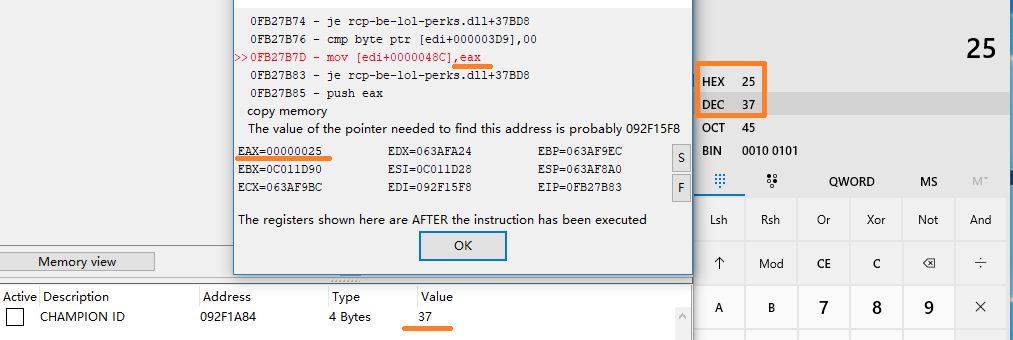 0FB27B74 - je rcp-be-lol-perks.dll+37BD8
0FB27B76 - cmp byte ptr [edi+000003D9],00
>>0FB27B7D - mov [edi+0000048C],eax
0FB27B83 - je rcp-be-lol-perks.dll+37BD8
0FB27B85 - push eax
copy memory
The value of the pointer needed to find this address is probably 092F15F8
EAX=00000025 EDX=063AFA24 EBP=063AF9EC
EBX=0C011D90 ESI=0C011D28 ESP=063AF8A0
ECX=063AF9BC EDI=092F15F8 EIP=0FB27B83
S
F
The registers shown here are AFTER the instruction has been executed
OK
Memory view
Active Description Address Type Value
CHAMPION ID 092F1A84 4 Bytes 37
25
HEX 25
DEC 37
OCT 45
BIN 0010 0101
QWORD MS M˅
Lsh Rsh Or Xor Not And
↑ Mod CE C ⌫ ÷
A B 7 8 9 ×